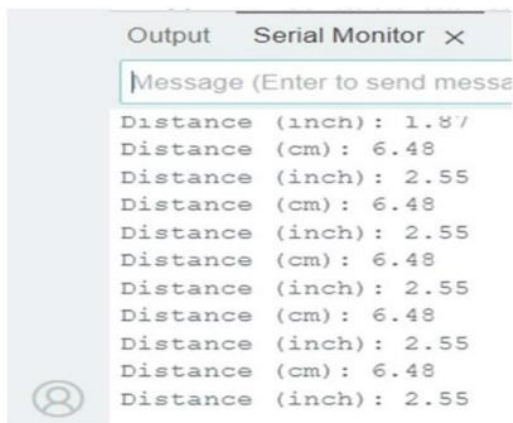 Output Serial Monitor ×
Message (Enter to send messa
Distance (inch): 1.87
Distance (cm): 6.48
Distance (inch): 2.55
Distance (cm): 6.48
Distance (inch): 2.55
Distance (cm): 6.48
Distance (inch): 2.55
Distance (cm): 6.48
Distance (inch): 2.55
Distance (cm): 6.48
Distance (inch): 2.55